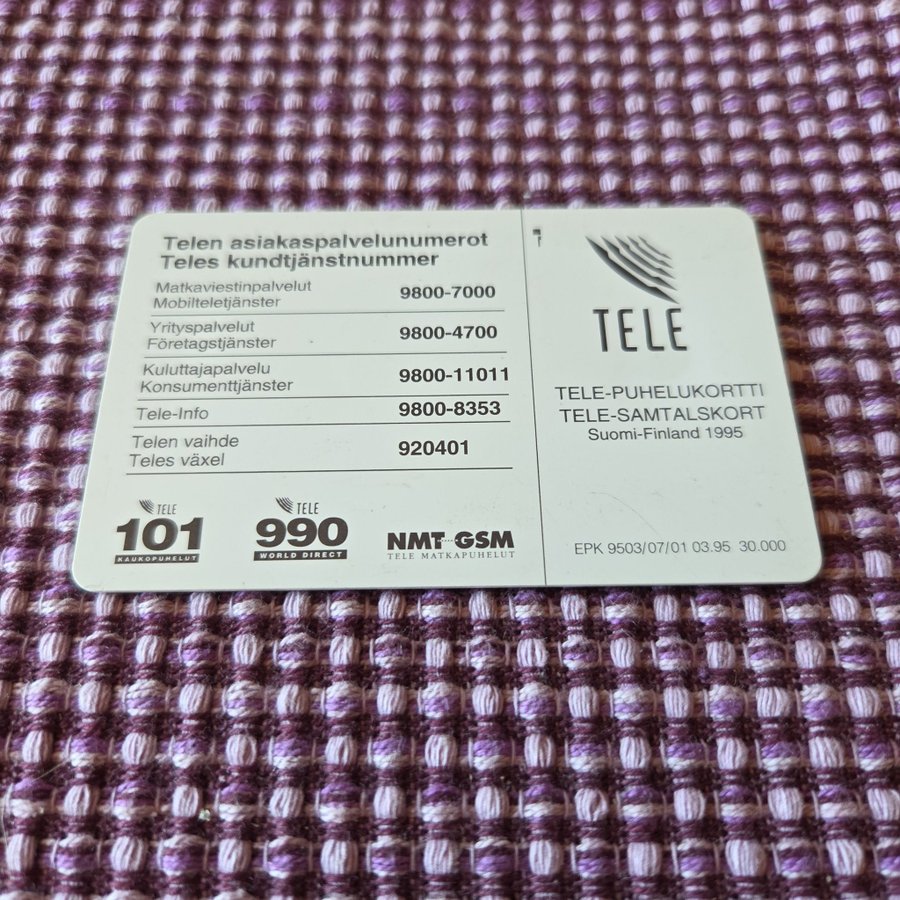 Telen asiakaspalvelunumerot
Teles kundtjänstnummer
Matkaviestinpalvelut
Mobilteletjänster 9800-7000
Yrityspalvelut
Företagstjänster 9800-4700
Kuluttajapalvelu
Konsumenttjänster 9800-11011
Tele-Info 9800-8353
Telen vaihde
Teles växel 920401
TELE
101
KAUKOPUHELUT
TELE
990
WORLD DIRECT
NMT GSM
TELE MATKAPUHELUT
TELE
TELE-PUHELUKORTTI
TELE-SAMTALSKORT
Suomi-Finland 1995
EPK 9503/07/01 03.95 30.000